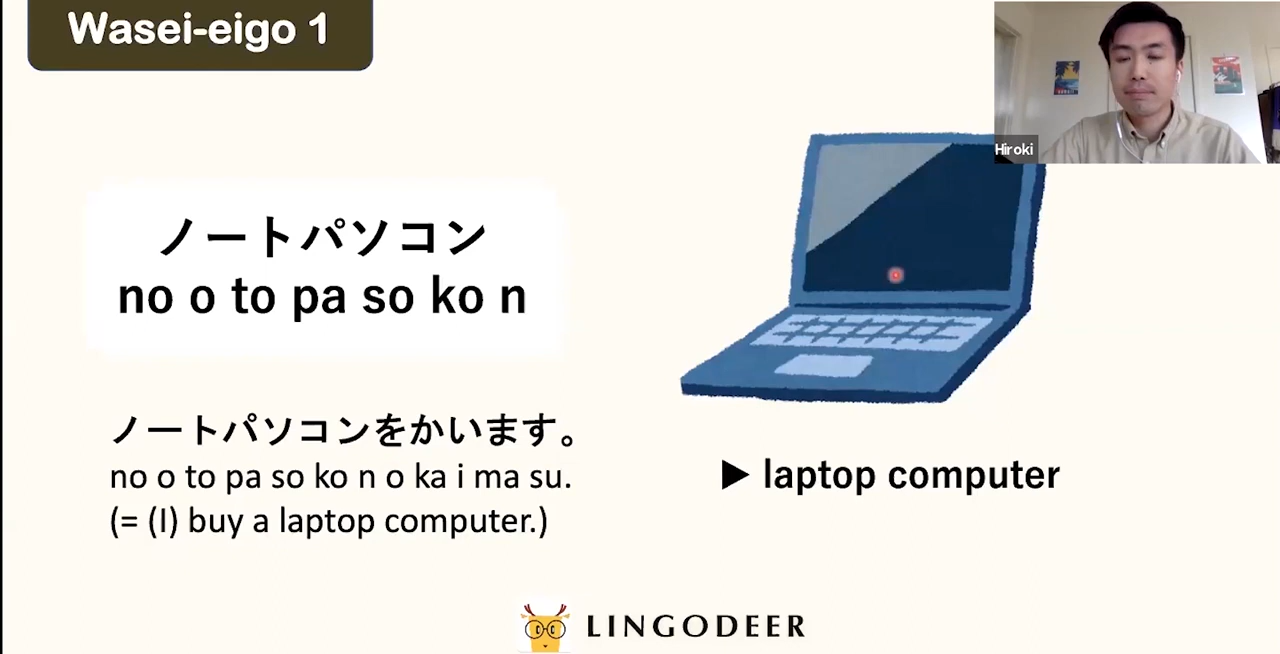 Wasei-eigo 1
Hiroki
ノートパソコン
no o to pa so ko n
ノートパソコンをかいます。
no o to pa so ko n o ka i ma su.
(= (I) buy a laptop computer.)
▶ laptop computer
LINGODEER